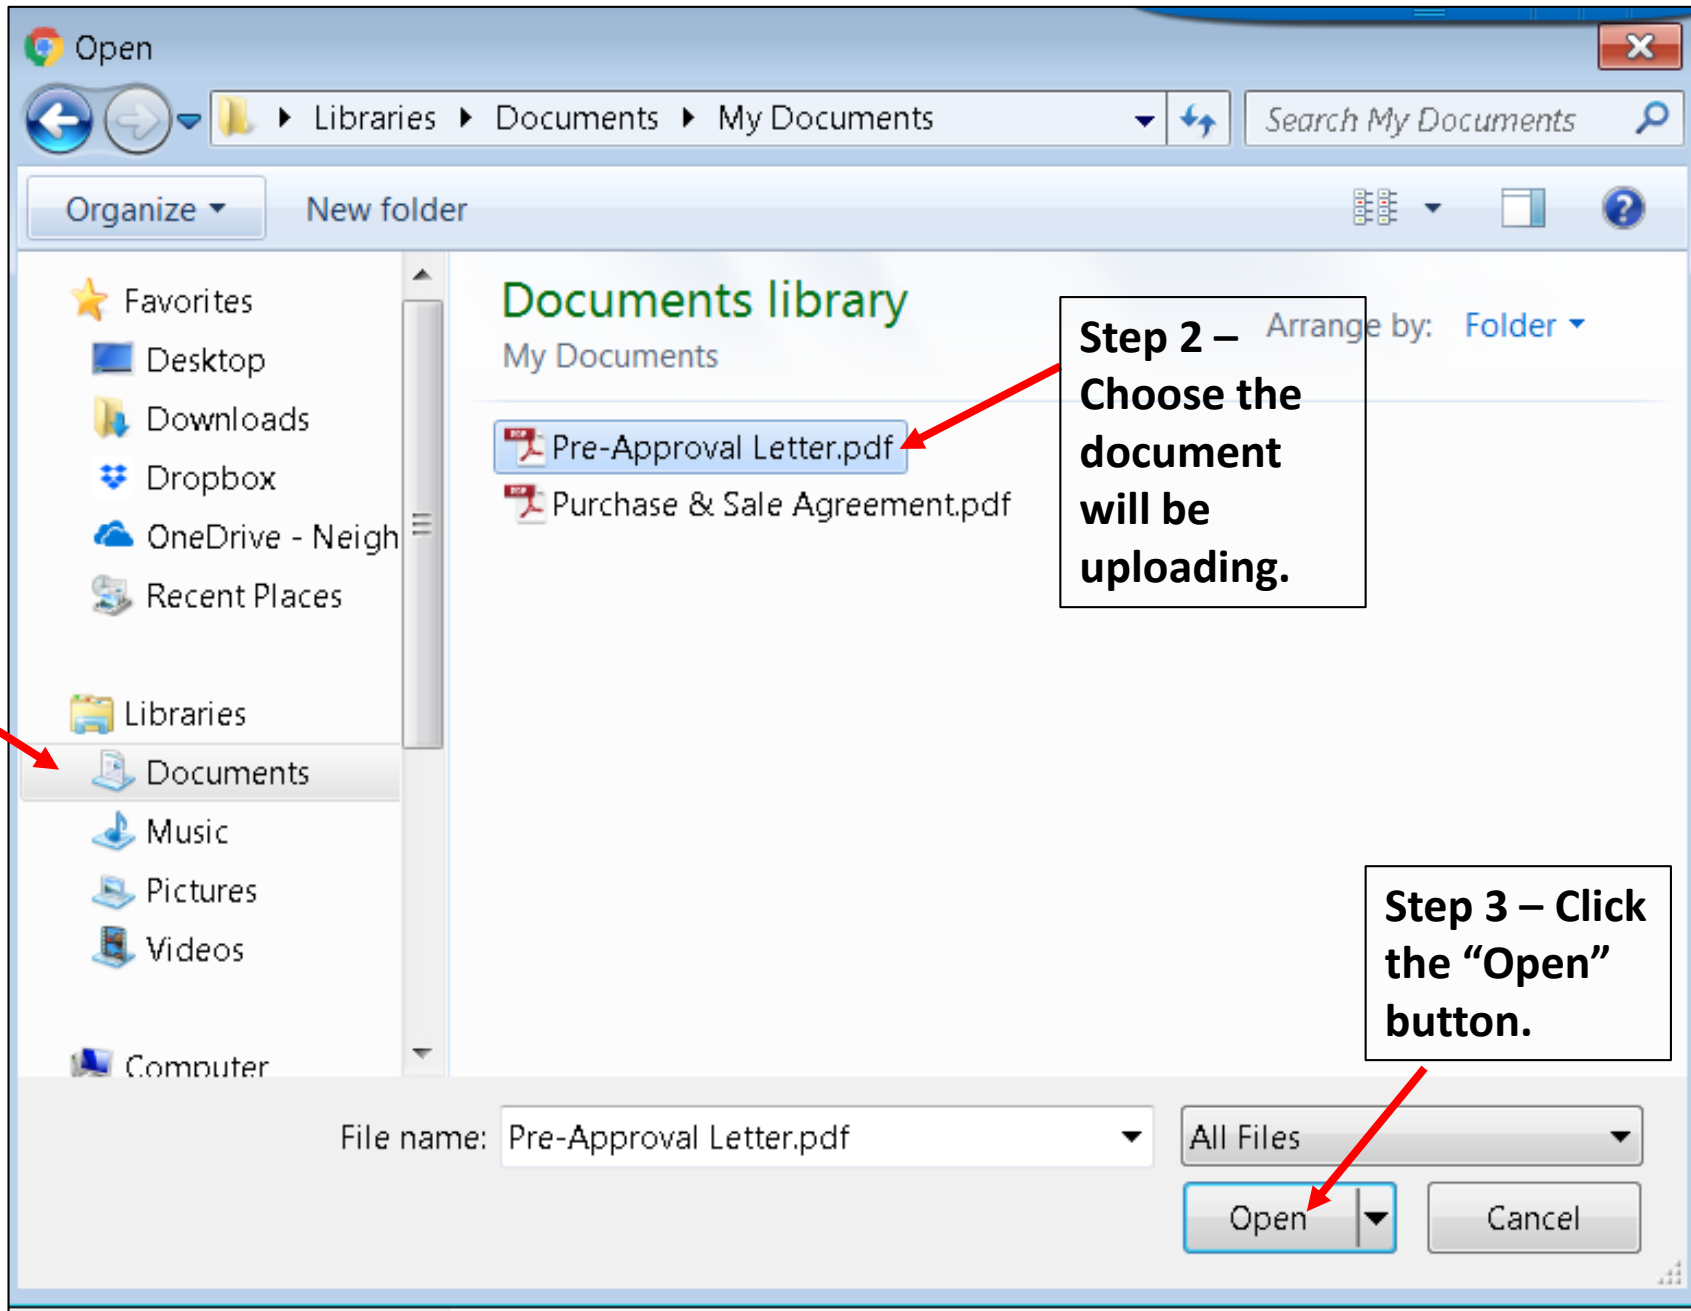 Open
Libraries Documents My Documents
Search My Documents
Organize
New folder
Favorites
Desktop
Downloads
Dropbox
OneDrive - Neigh
Recent Places
Libraries
Documents
Music
Pictures
Videos
Computer
Documents library
My Documents
Arrange by: Folder
Pre-Approval Letter.pdf
Purchase & Sale Agreement.pdf
Step 2 –
Choose the
document
will be
uploading.
Step 3 – Click
the “Open”
button.
File name: Pre-Approval Letter.pdf
All Files
Open
Cancel